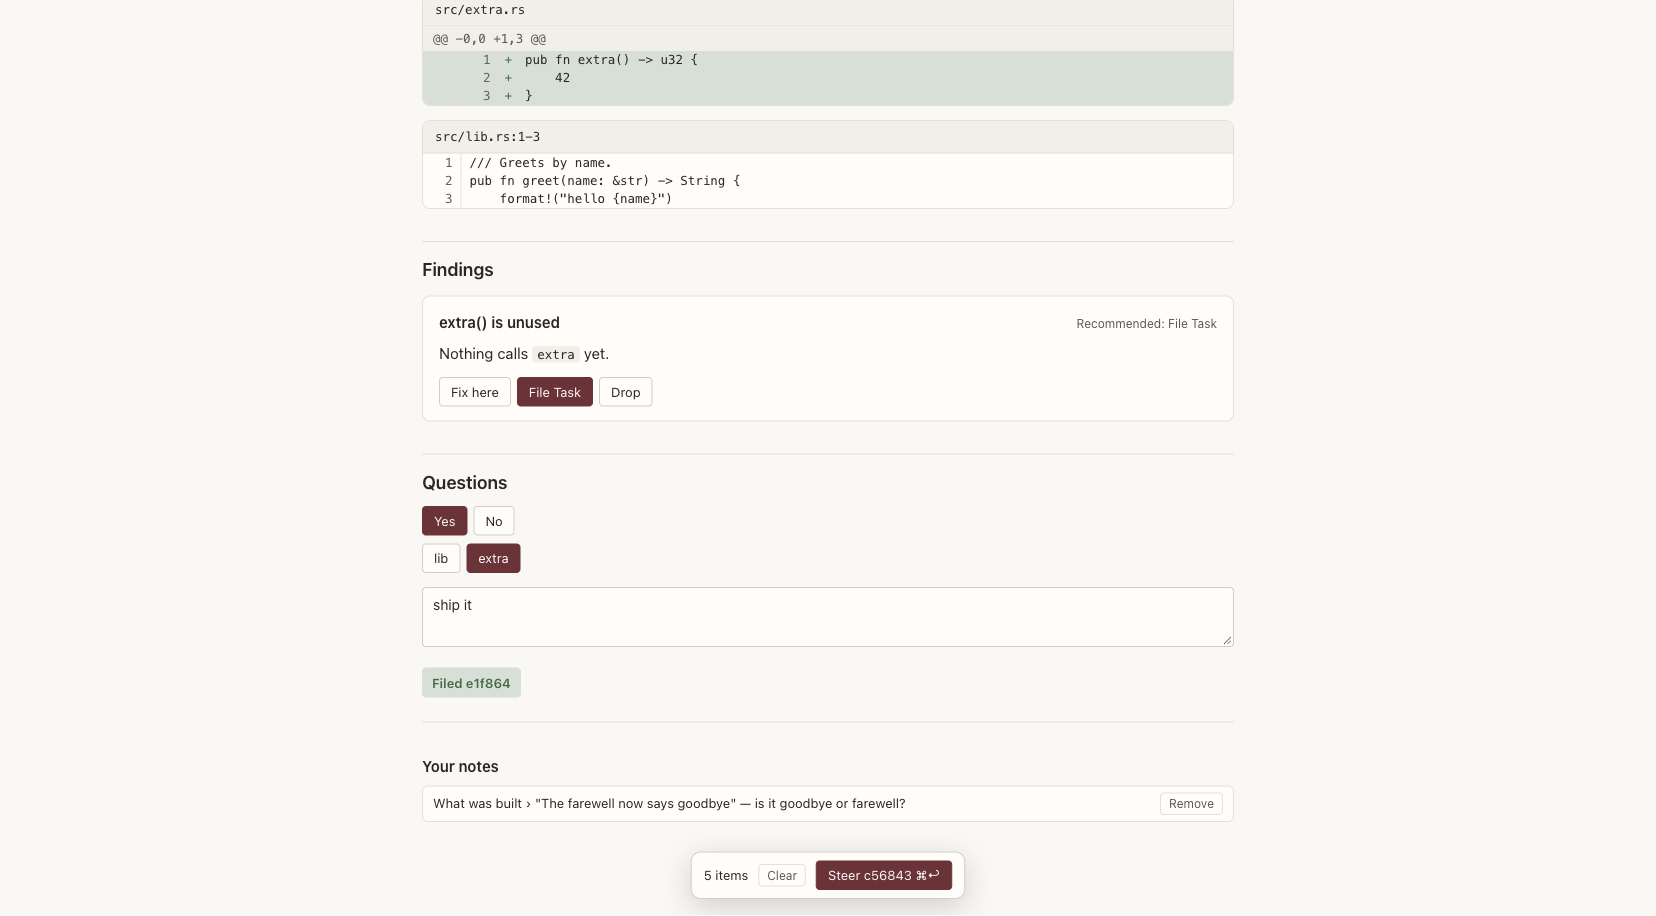 src/extra.rs
@@ -0,0 +1,3 @@
1 + pub fn extra() -> u32 {
2 +     42
3 + }
src/lib.rs:1-3
1 /// Greets by name.
2 pub fn greet(name: &str) -> String {
3     format!("hello {name}")
Findings
extra() is unused Recommended: File Task
Nothing calls extra yet.
Fix here File Task Drop
Questions
Yes No
lib extra
ship it
Filed e1f864
Your notes
What was built › "The farewell now says goodbye" — is it goodbye or farewell? Remove
5 items Clear Steer c56843 ⌘↩